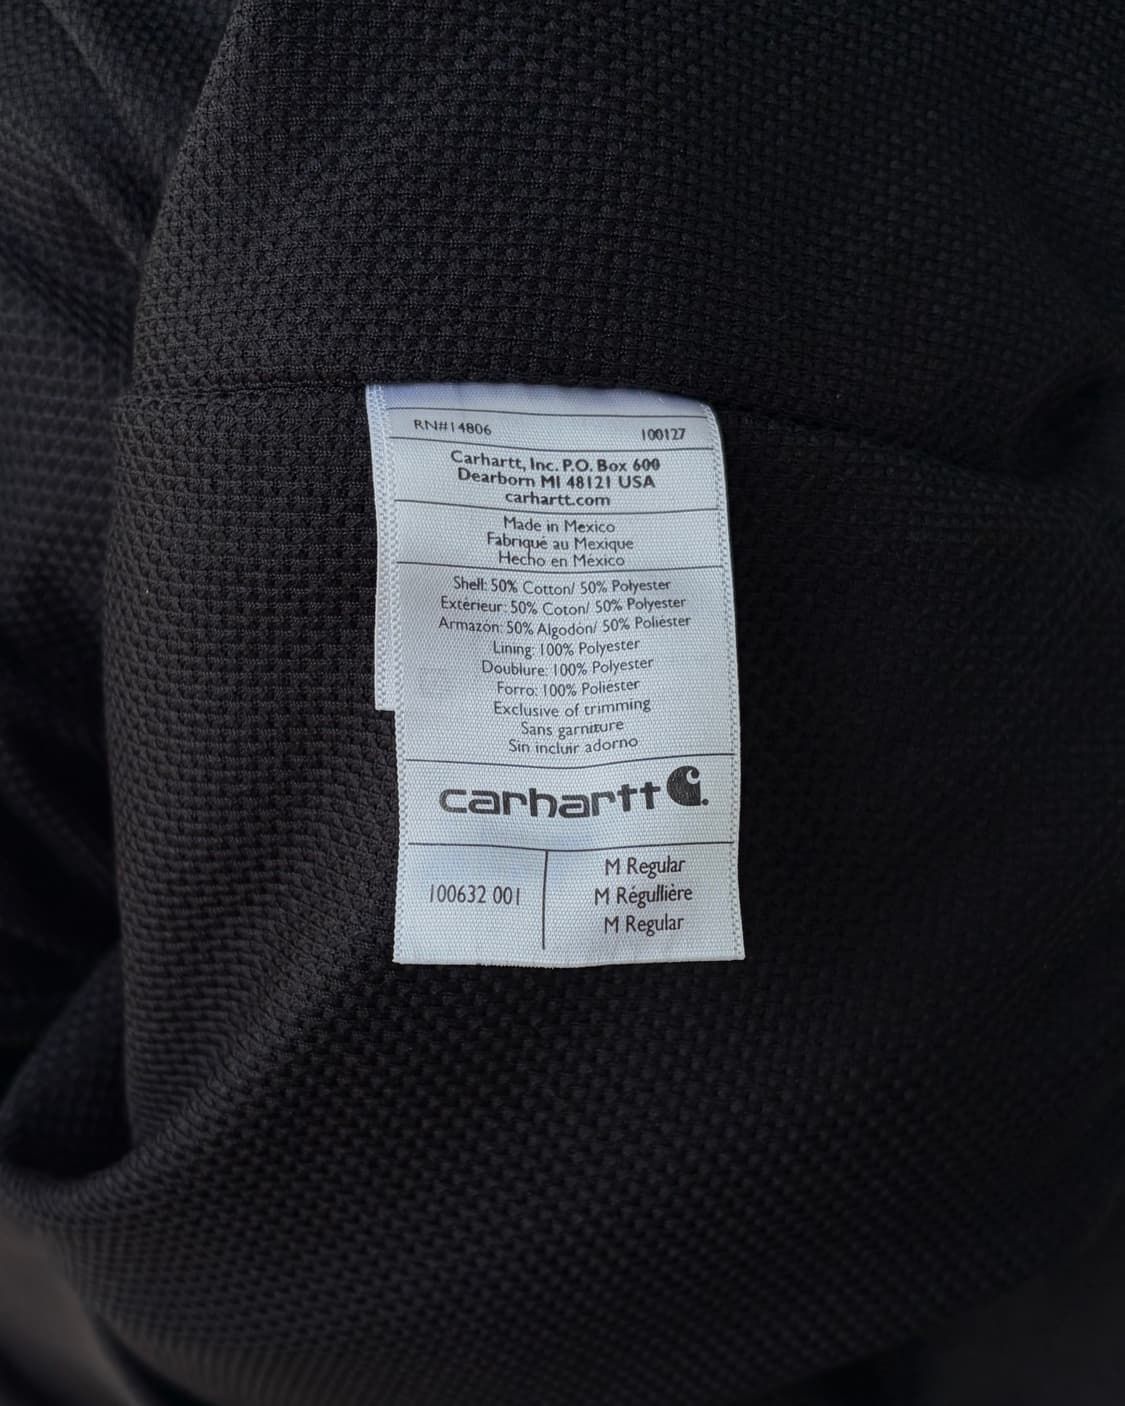 RN#14806 100127
Carhartt, Inc. P.O. Box 600
Dearborn MI 48121 USA
carhartt.com
Made in Mexico
Fabriqué au Mexique
Hecho en México
Shell: 50% Cotton/ 50% Polyester
Extérieur: 50% Coton/ 50% Polyester
Armazón: 50% Algodón/ 50% Poliéster
Lining: 100% Polyester
Doublure: 100% Polyester
Forro: 100% Poliéster
Exclusive of trimming
Sans garniture
Sin incluir adorno
carhartt
100632 001
M Regular
M Régullière
M Regular